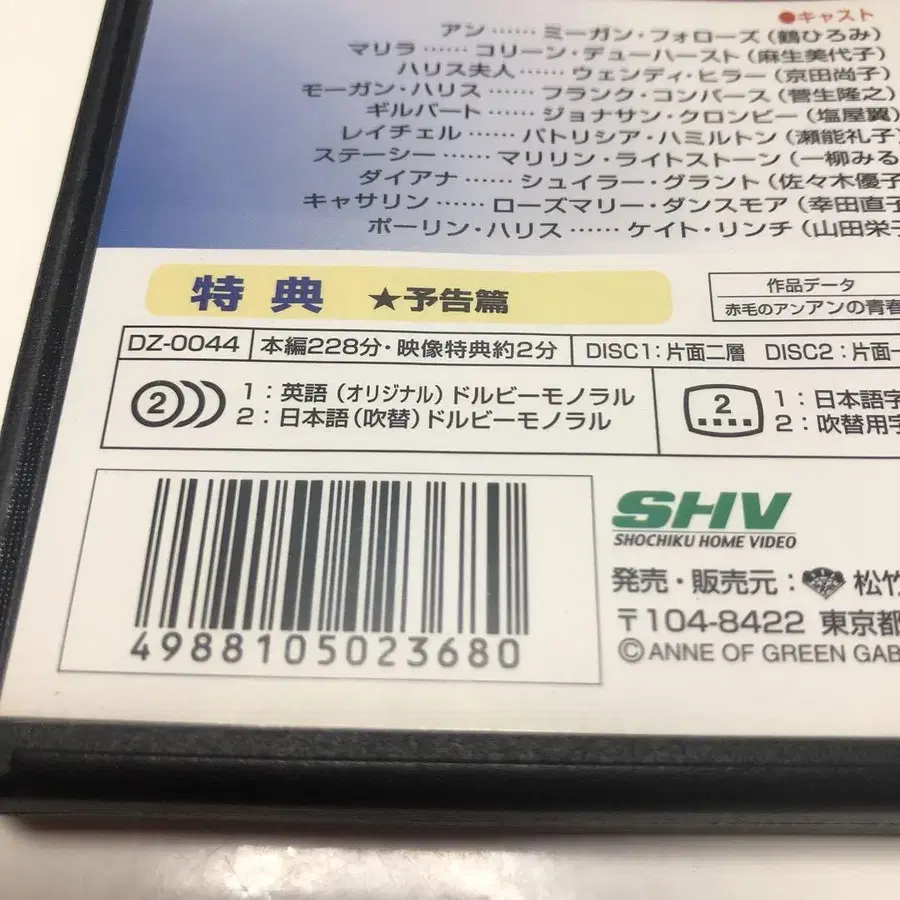 ●キャスト
アン……ミーガン・フォローズ(鶴ひろみ)
マリラ……コリーン・デューハースト(麻生美代子)
ハリス夫人……ウェンディ・ヒラー(京田尚子)
モーガン・ハリス……フランク・コンバース(菅生隆之)
ギルバート……ジョナサン・クロンビー(塩屋翼)
レイチェル……パトリシア・ハミルトン(瀬能礼子)
ステーシー……マリリン・ライトストーン(一柳みる
ダイアナ……シュイラー・グラント(佐々木優子
キャサリン……ローズマリー・ダンスモア(幸田直子
ポーリン・ハリス……ケイト・リンチ(山田栄子
特典 ★予告篇
作品データ
赤毛のアンアンの青春
DZ-0044 本編228分・映像特典約2分 DISC1:片面二層 DISC2:片面一
2 1:英語(オリジナル)ドルビーモノラル
2:日本語(吹替)ドルビーモノラル
2 1:日本語字
2:吹替用字
4988105023680
SHV
SHOCHIKU HOME VIDEO
発売・販売元: 松竹
〒104-8422 東京都
©ANNE OF GREEN GAB